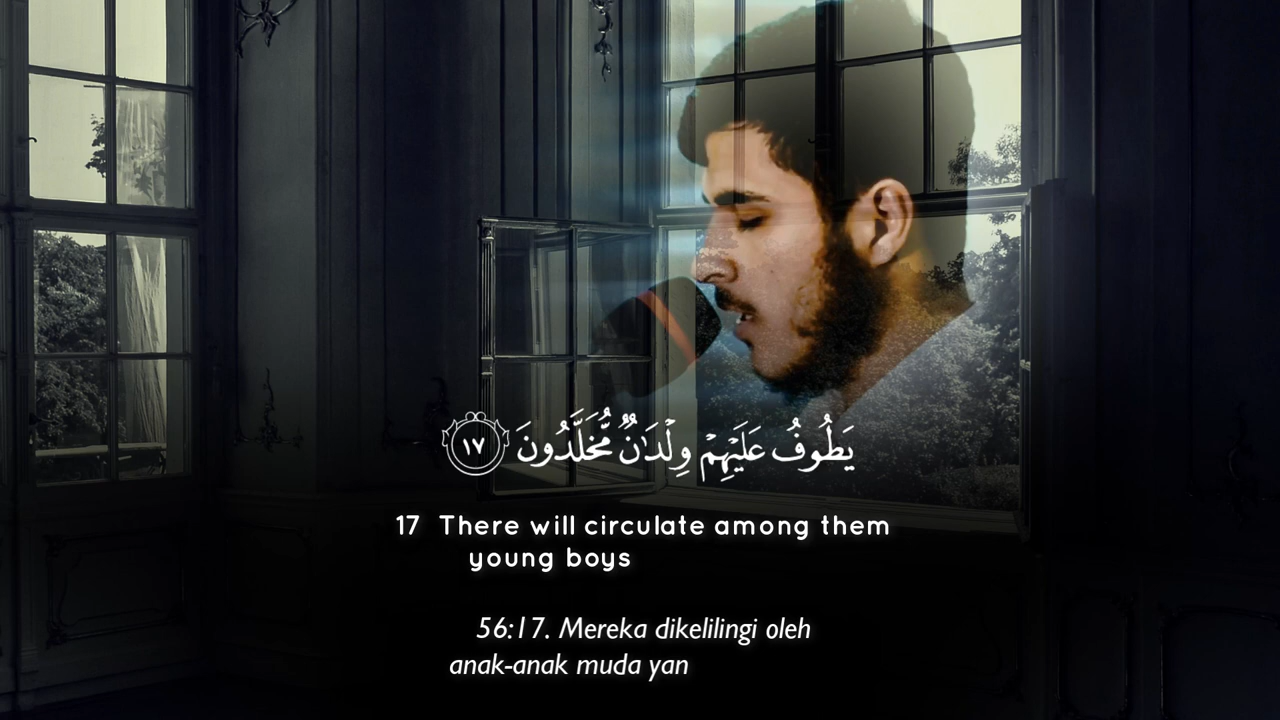 يَطُوفُ عَلَيْهِمْ وِلْدَٰنٌ مُّخَلَّدُونَ ١٧
17 There will circulate among them
young boys
56:17. Mereka dikelilingi oleh
anak-anak muda yan